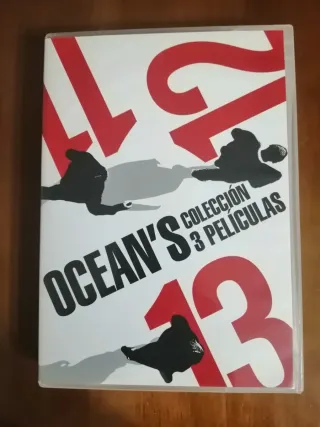 11
12
OCEAN'S
COLECCIÓN
3 PELÍCULAS
13